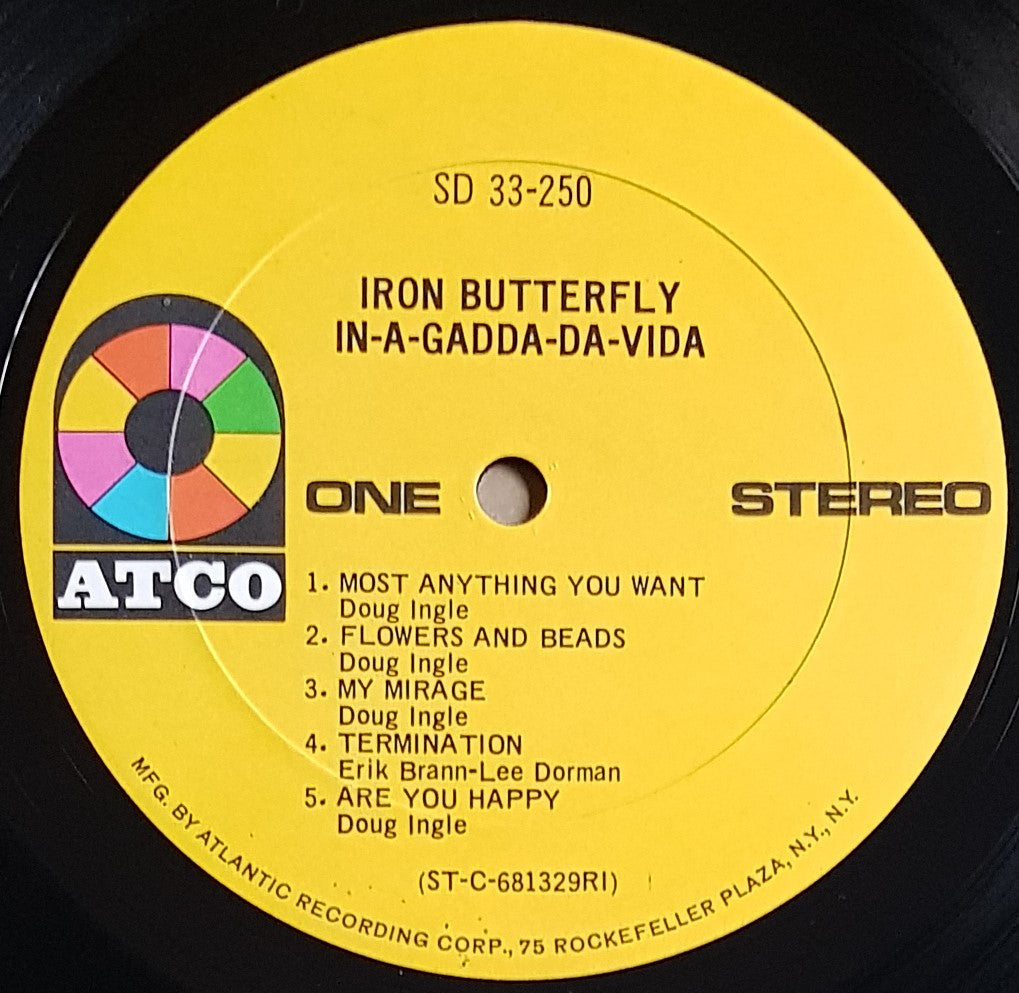 SD 33-250
IRON BUTTERFLY
IN-A-GADDA-DA-VIDA
ONE
STEREO
ATCO
1. MOST ANYTHING YOU WANT
Doug Ingle
2. FLOWERS AND BEADS
Doug Ingle
3. MY MIRAGE
Doug Ingle
4. TERMINATION
Erik Brann-Lee Dorman
5. ARE YOU HAPPY
Doug Ingle
(ST-C-681329RI)
MFG. BY ATLANTIC RECORDING CORP., 75 ROCKEFELLER PLAZA, N.Y., N.Y.